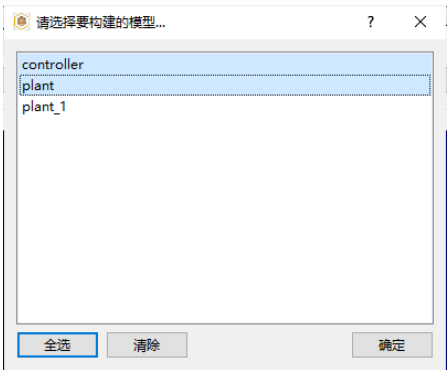 请选择要构建的模型...
controller
plant
plant_1
全选 清除 确定